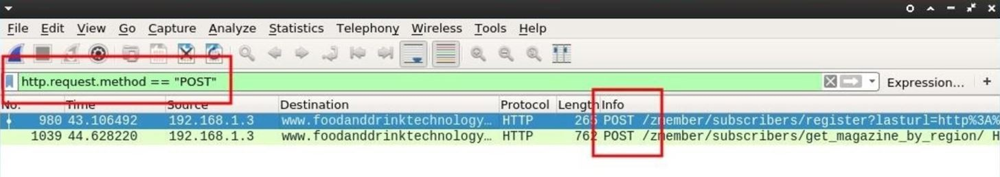 File Edit View Go Capture Analyze Statistics Telephony Wireless Tools Help
http.request.method == "POST" Expression... +
No. Time Source Destination Protocol Length Info
980 43.106492 192.168.1.3 www.foodanddrinktechnology… HTTP 265 POST /zmember/subscribers/register?lasturl=http%3A%
1039 44.628220 192.168.1.3 www.foodanddrinktechnology… HTTP 762 POST /zmember/subscribers/get_magazine_by_region/ H